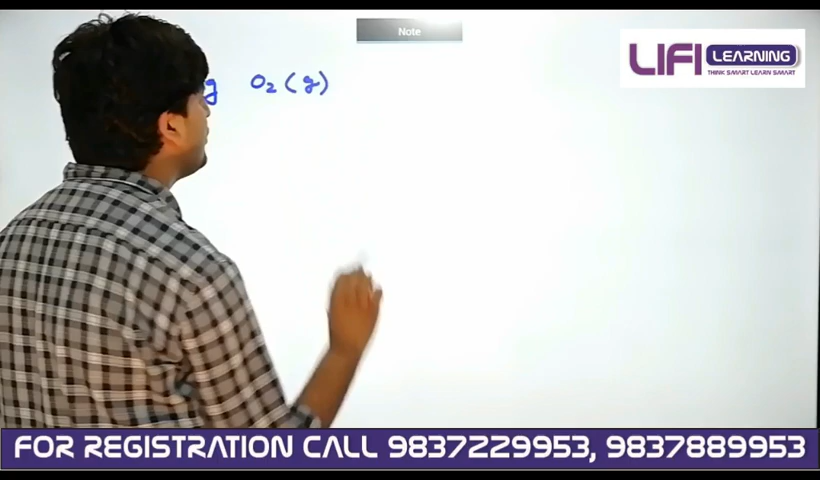 Note
LIFI LEARNING
THINK SMART LEARN SMART
g O₂ (g)
FOR REGISTRATION CALL 9837229953, 9837889953